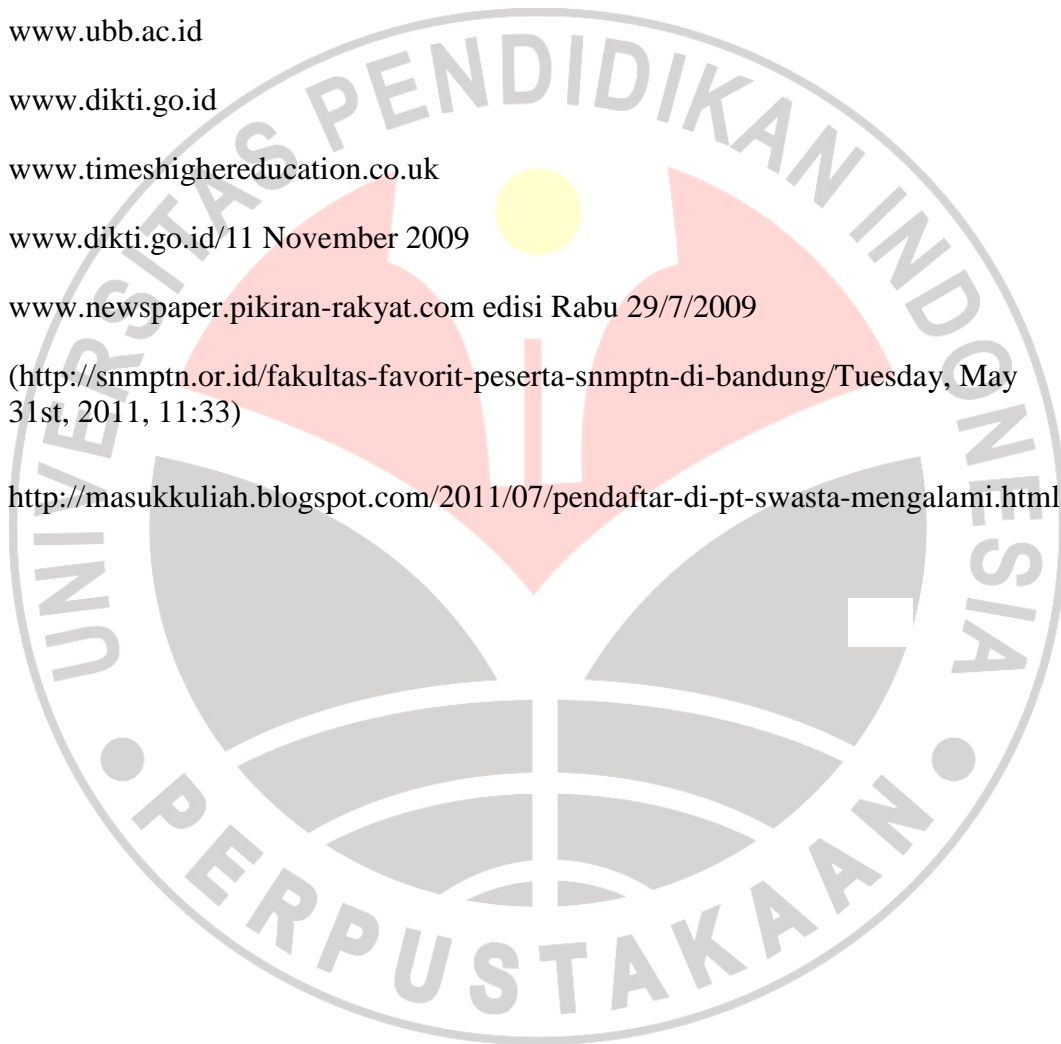 www.ubb.ac.id
www.dikti.go.id
www.timeshighereducation.co.uk
www.dikti.go.id/11 November 2009
www.newspaper.pikiran-rakyat.com edisi Rabu 29/7/2009
(http://snmptn.or.id/fakultas-favorit-peserta-snmptn-di-bandung/Tuesday, May
31st, 2011, 11:33)
http://masukkuliah.blogspot.com/2011/07/pendaftar-di-pt-swasta-mengalami.html
UNIVERSITAS PENDIDIKAN INDONESIA
PERPUSTAKAAN